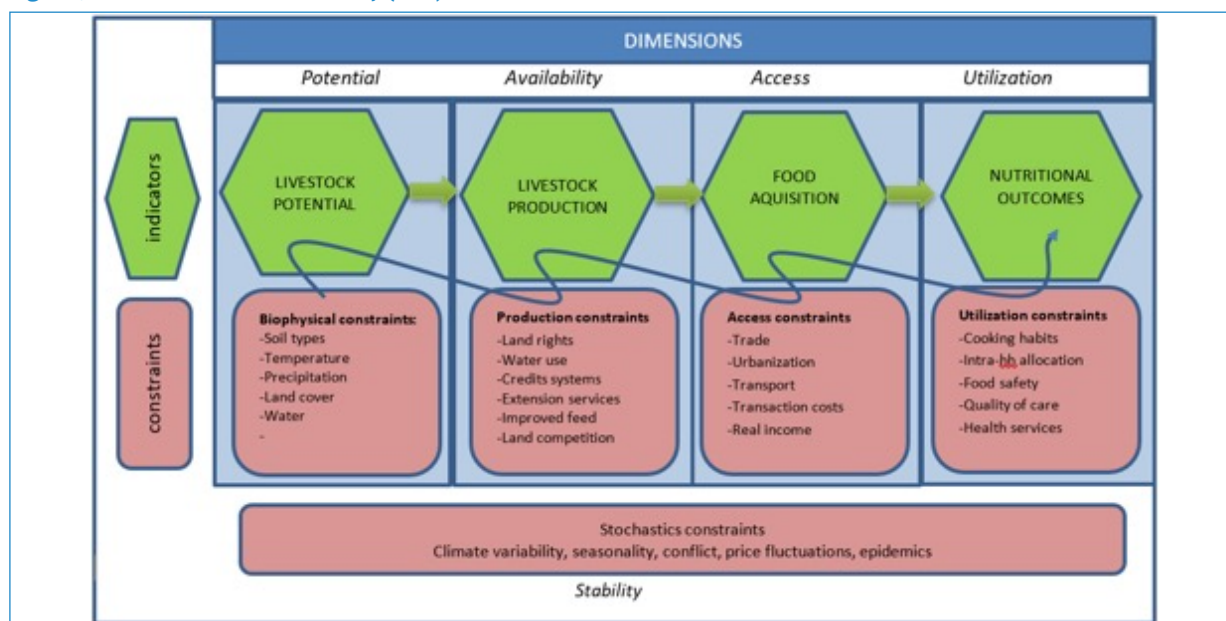 DIMENSIONS
Potential
Availability
Access
Utilization
indicators
LIVESTOCK
POTENTIAL
LIVESTOCK
PRODUCTION
FOOD
AQUISITION
NUTRITIONAL
OUTCOMES
constraints
Biophysical constraints:
-Soil types
-Temperature
-Precipitation
-Land cover
-Water
-
Production constraints
-Land rights
-Water use
-Credits systems
-Extension services
-Improved feed
-Land competition
Access constraints
-Trade
-Urbanization
-Transport
-Transaction costs
-Real income
Utilization constraints
-Cooking habits
-Intra-hh allocation
-Food safety
-Quality of care
-Health services
Stochastics constraints
Climate variability, seasonality, conflict, price fluctuations, epidemics
Stability